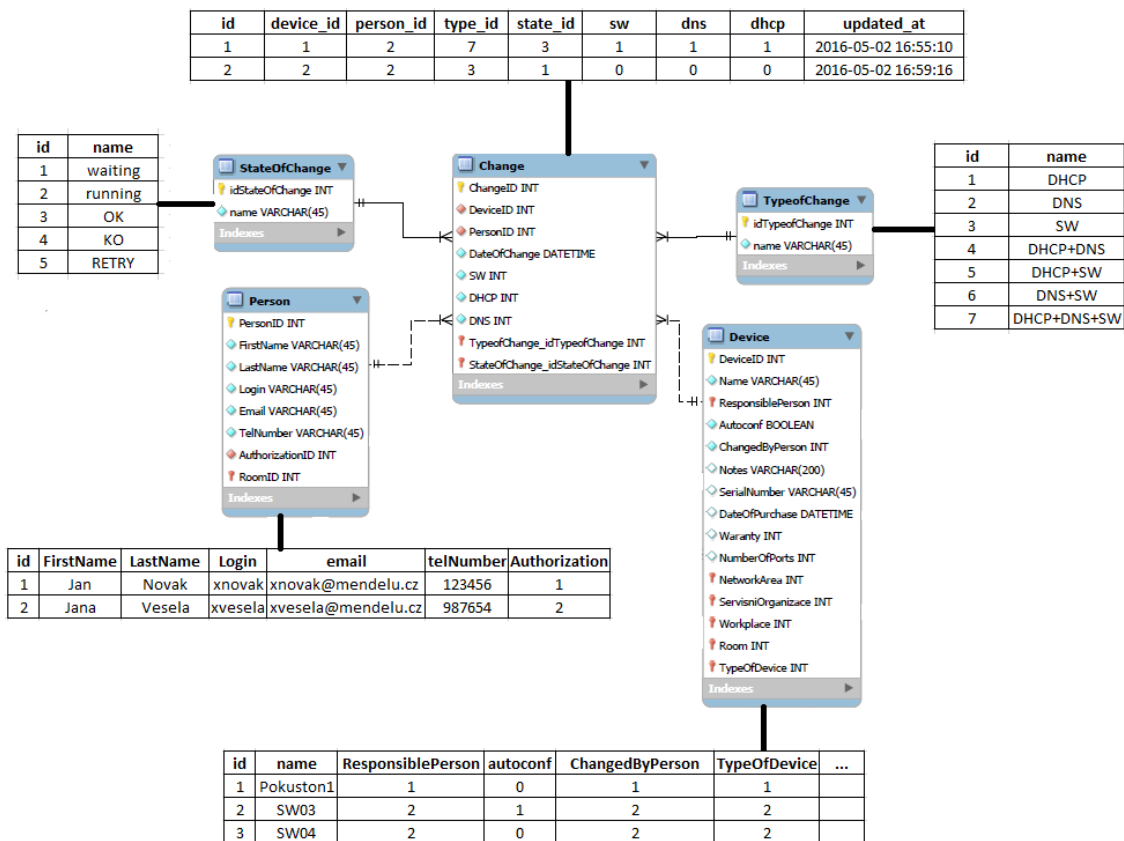 id device_id person_id type_id state_id sw dns dhcp updated_at
1 1 2 7 3 1 1 1 2016-05-02 16:55:10
2 2 2 3 1 0 0 0 2016-05-02 16:59:16
id name
1 waiting
2 running
3 OK
4 KO
5 RETRY
StateOfChange
idStateOfChange INT
name VARCHAR(45)
Indexes
Change
ChangeID INT
DeviceID INT
PersonID INT
DateOfChange DATETIME
SW INT
DHCP INT
DNS INT
TypeofChange_idTypeofChange INT
StateOfChange_idStateOfChange INT
Indexes
TypeofChange
idTypeofChange INT
name VARCHAR(45)
Indexes
id name
1 DHCP
2 DNS
3 SW
4 DHCP+DNS
5 DHCP+SW
6 DNS+SW
7 DHCP+DNS+SW
Person
PersonID INT
FirstName VARCHAR(45)
LastName VARCHAR(45)
Login VARCHAR(45)
Email VARCHAR(45)
TelNumber VARCHAR(45)
AuthorizationID INT
RoomID INT
Indexes
Device
DeviceID INT
Name VARCHAR(45)
ResponsiblePerson INT
Autoconf BOOLEAN
ChangedByPerson INT
Notes VARCHAR(200)
SerialNumber VARCHAR(45)
DateOfPurchase DATETIME
Waranty INT
NumberOfPorts INT
NetworkArea INT
ServisniOrganizace INT
Workplace INT
Room INT
TypeOfDevice INT
Indexes
id FirstName LastName Login email telNumber Authorization
1 Jan Novak xnovak xnovak@mendelu.cz 123456 1
2 Jana Vesela xvesela xvesela@mendelu.cz 987654 2
id name ResponsiblePerson autoconf ChangedByPerson TypeOfDevice ...
1 Pokuston1 1 0 1 1
2 SW03 2 1 2 2
3 SW04 2 0 2 2